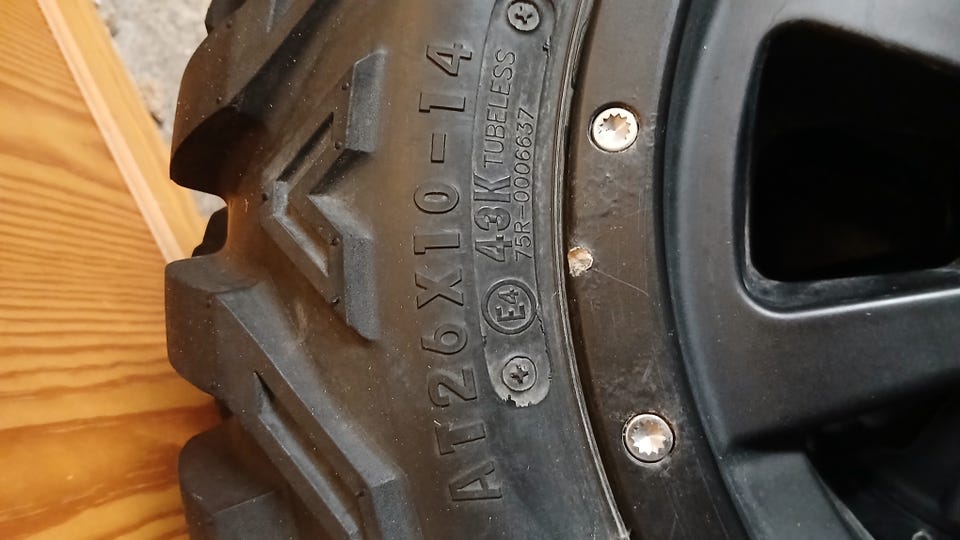 AT26X10-14
E4 43K TUBELESS
75R-0006637